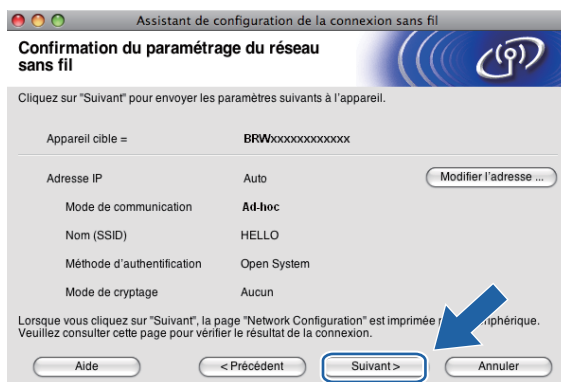 Assistant de configuration de la connexion sans fil
Confirmation du paramétrage du réseau
sans fil
Cliquez sur "Suivant" pour envoyer les paramètres suivants à l'appareil.
Appareil cible = BRWxxxxxxxxxxxx
Adresse IP Auto Modifier l'adresse ...
Mode de communication Ad-hoc
Nom (SSID) HELLO
Méthode d'authentification Open System
Mode de cryptage Aucun
Lorsque vous cliquez sur "Suivant", la page "Network Configuration" est imprimée
Veuillez consulter cette page pour vérifier le résultat de la connexion.
Aide < Précédent Suivant > Annuler